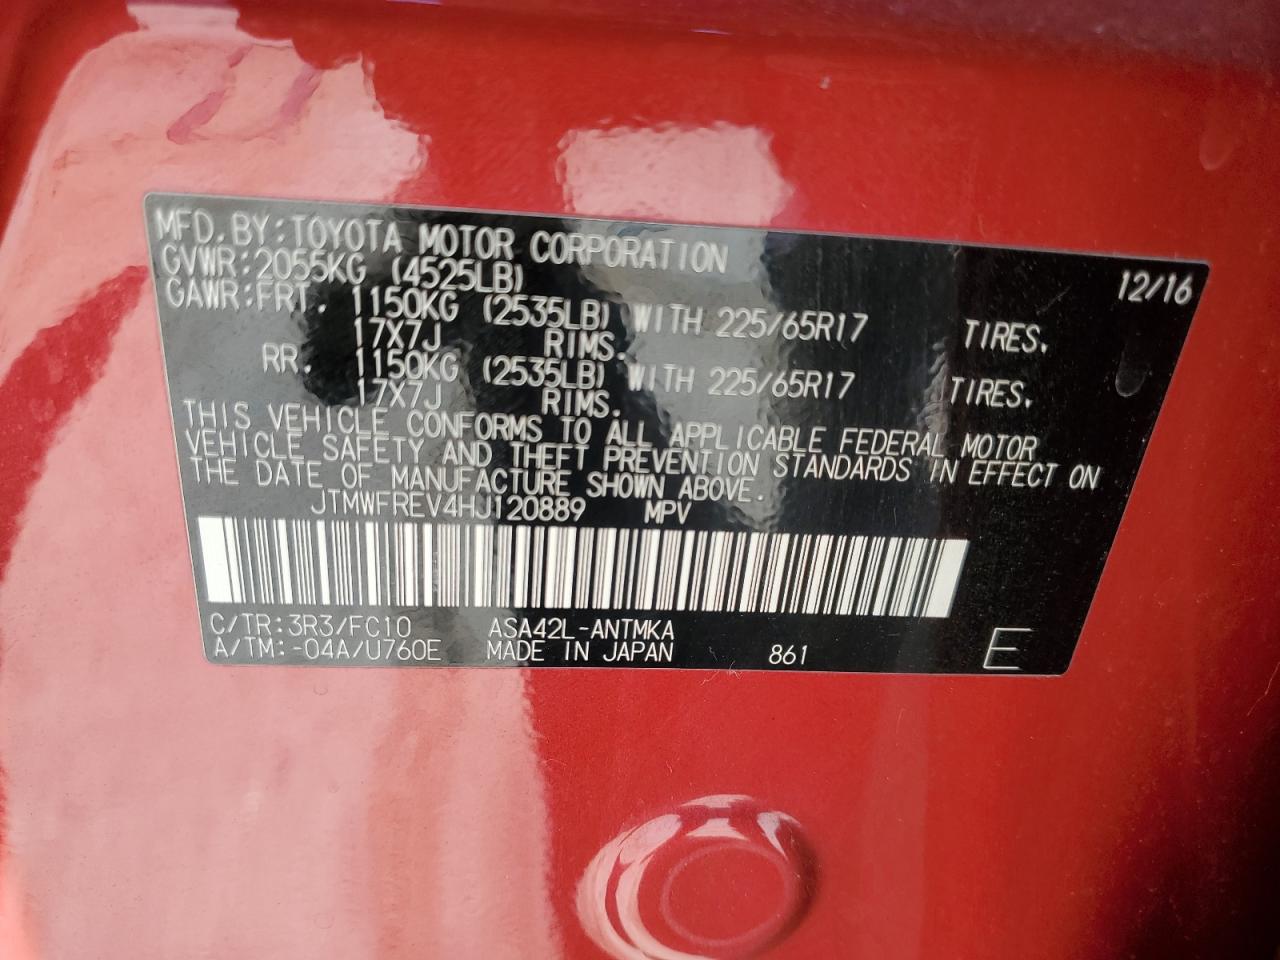 MFD. BY: TOYOTA MOTOR CORPORATION 12/16
GVWR: 2055KG (4525LB)
GAWR: FRT. 1150KG (2535LB) WITH 225/65R17 TIRES,
17X7J RIMS.
RR. 1150KG (2535LB) WITH 225/65R17 TIRES,
17X7J RIMS.
THIS VEHICLE CONFORMS TO ALL APPLICABLE FEDERAL MOTOR
VEHICLE SAFETY AND THEFT PREVENTION STANDARDS IN EFFECT ON
THE DATE OF MANUFACTURE SHOWN ABOVE.
JTMWFREV4HJ120889 MPV
C/TR: 3R3/FC10 ASA42L-ANTMKA
A/TM: -04A/U760E MADE IN JAPAN 861 E